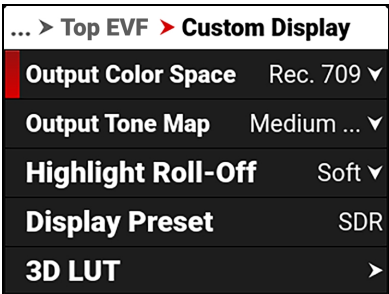 ... > Top EVF > Custom Display
Output Color Space Rec. 709
Output Tone Map Medium ...
Highlight Roll-Off Soft
Display Preset SDR
3D LUT